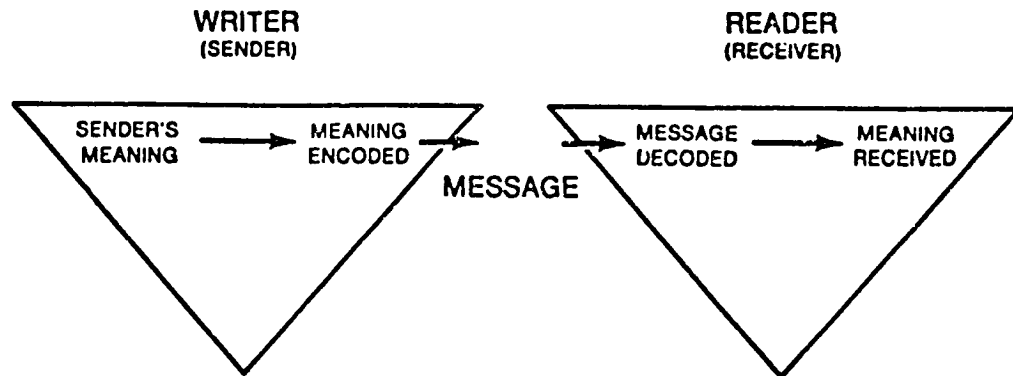 WRITER
(SENDER)
READER
(RECEIVER)
SENDER'S
MEANING
MEANING
ENCODED
MESSAGE
MESSAGE
DECODED
MEANING
RECEIVED